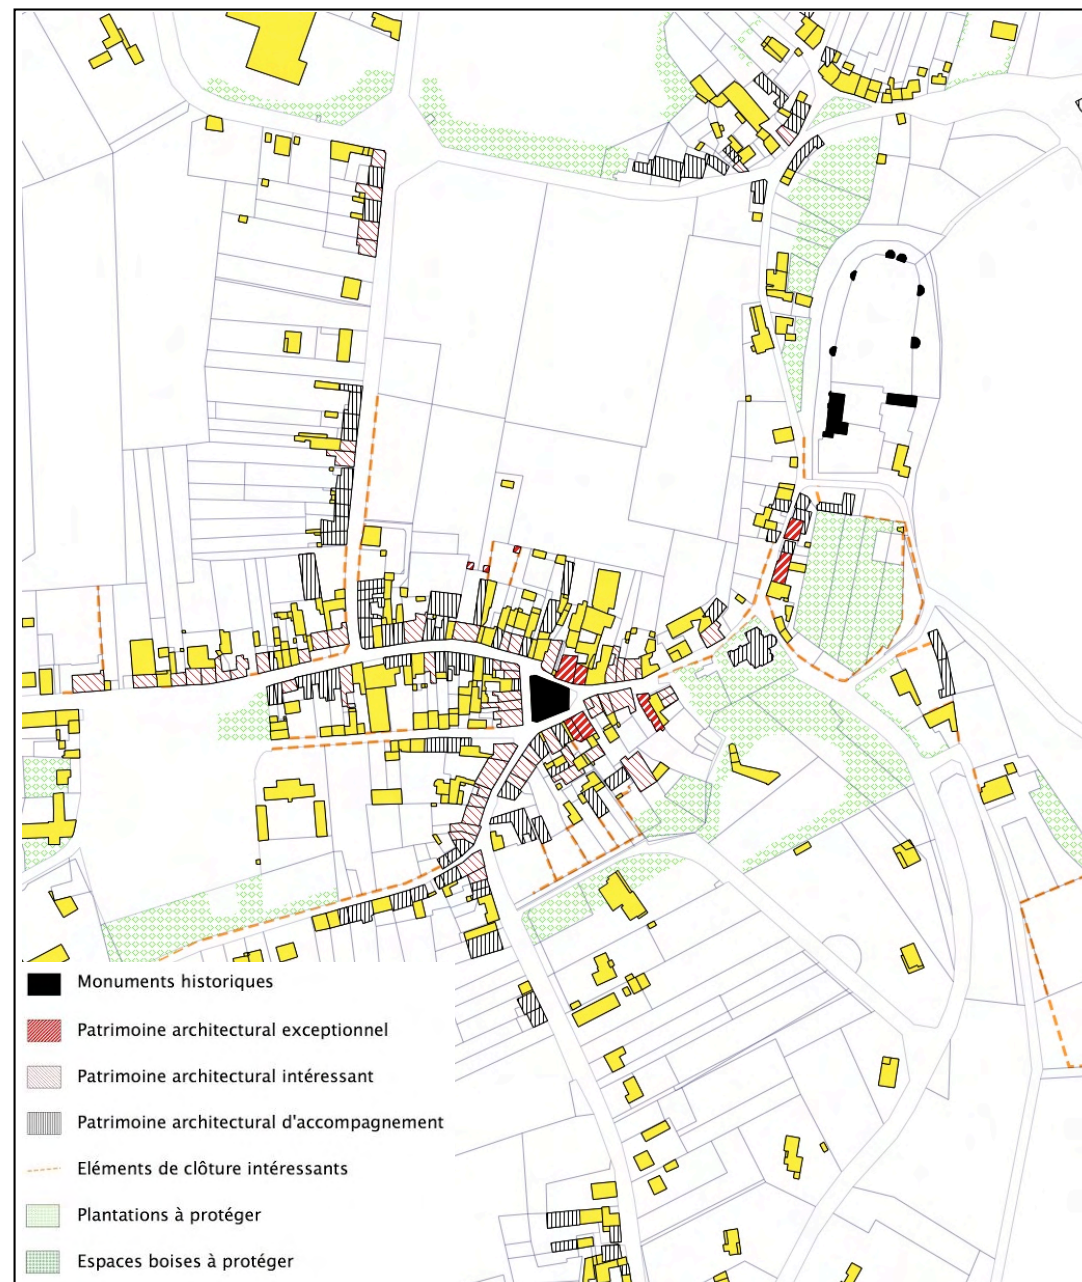 Monuments historiques
Patrimoine architectural exceptionnel
Patrimoine architectural intéressant
Patrimoine architectural d'accompagnement
Eléments de clôture intéressants
Plantations à protéger
Espaces boises à protéger